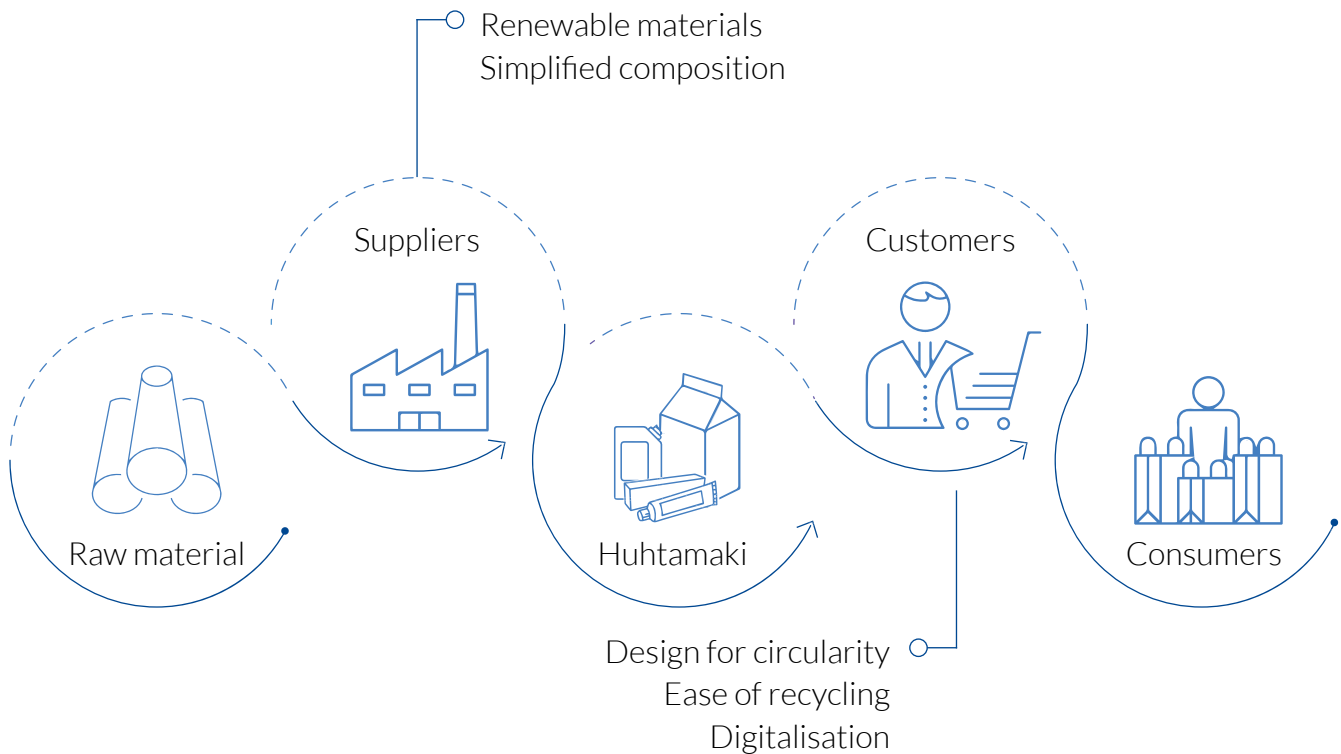 Renewable materials
Simplified composition
Suppliers
Customers
Raw material
Huhtamaki
Consumers
Design for circularity
Ease of recycling
Digitalisation